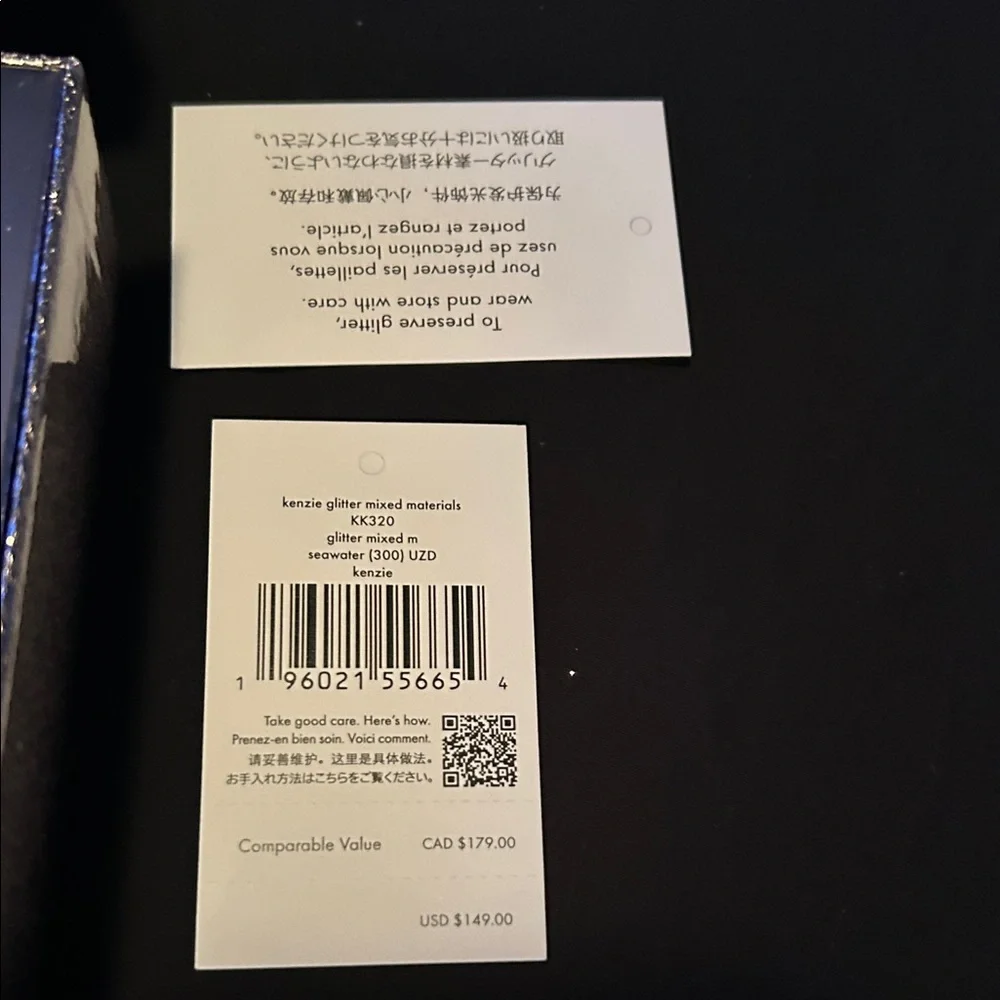 To preserve glitter,
wear and store with care.
Pour préserver les paillettes,
usez de précaution lorsque vous
portez et rangez l'article.
为保护发光饰件，小心佩戴和存放。
グリッター素材を損なわないように、
取り扱いには十分お気をつけください。
kenzie glitter mixed materials
KK320
glitter mixed m
seawater (300) UZD
kenzie
1 96021 55665 4
Take good care. Here's how.
Prenez-en bien soin. Voici comment.
请妥善维护。这里是具体做法。
お手入れ方法はこちらをご覧ください。
Comparable Value CAD $179.00
USD $149.00